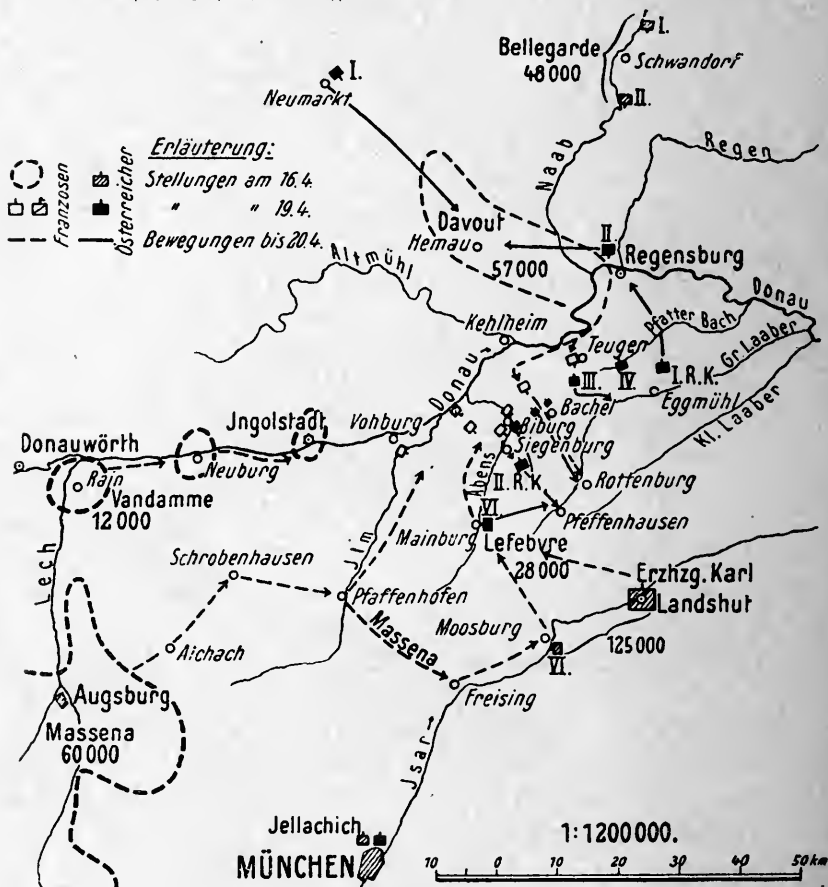 I.
Bellegarde
48000
Schwandorf
I.
Neumarkt
II.
Regen
Naab
Erläuterung:
Stellungen am 16.4.
" " 19.4.
Bewegungen bis 20.4.
Franzosen
Österreicher
Davout
Hemau
57000
II
Regensburg
Altmühl
Donau
Kehlheim
Pfatter Bach
Teugen
Gr. Laaber
III.
IV.
I.R.K.
Eggmühl
Bachel
Kl. Laaber
Donau
Jngolstadt
Vohburg
Biburg
Siegenburg
Donauwörth
Neuburg
Rain
Vandamme
12000
Abens
II.R.K.
Rottenburg
VI
Pfeffenhausen
Mainburg
Lefebvre
28000
Lech
Schrobenhausen
Jlm
Erzhzg. Karl
Landshut
Pfaffenhofen
Massena
Moosburg
125000
VI.
Aichach
Freising
Augsburg
Massena
60000
Jsar
Jellachich
MÜNCHEN
1:1200000.
10 0 10 20 30 40 50 km